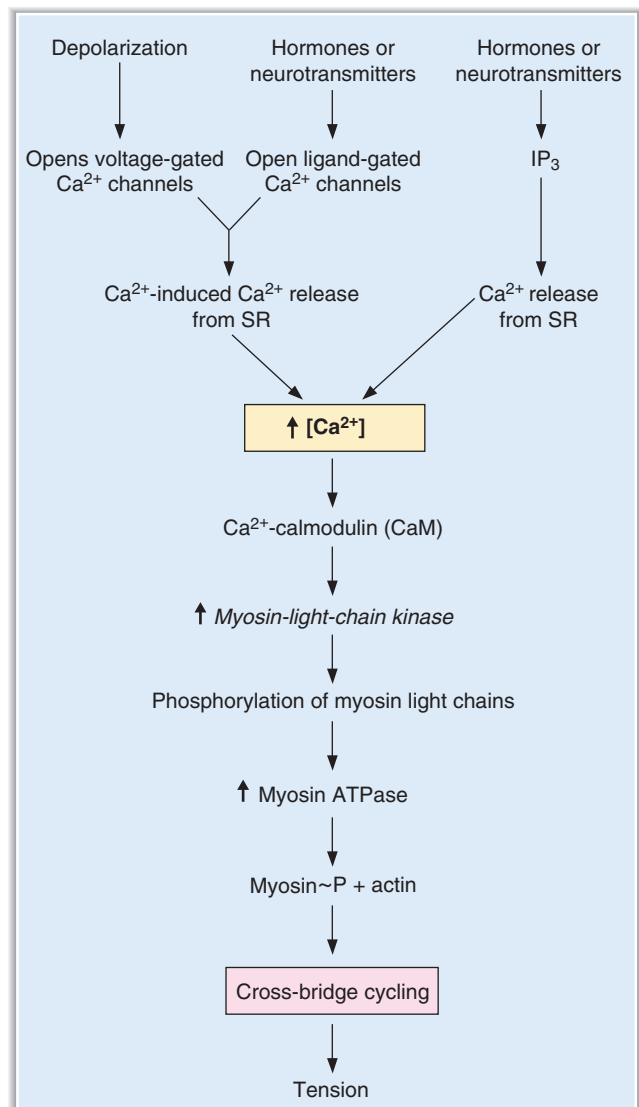 Depolarization
Hormones or
neurotransmitters
Hormones or
neurotransmitters
Opens voltage-gated
Ca²⁺ channels
Open ligand-gated
Ca²⁺ channels
IP₃
Ca²⁺-induced Ca²⁺ release
from SR
Ca²⁺ release
from SR
↑ [Ca²⁺]
Ca²⁺-calmodulin (CaM)
↑ Myosin-light-chain kinase
Phosphorylation of myosin light chains
↑ Myosin ATPase
Myosin~P + actin
Cross-bridge cycling
Tension